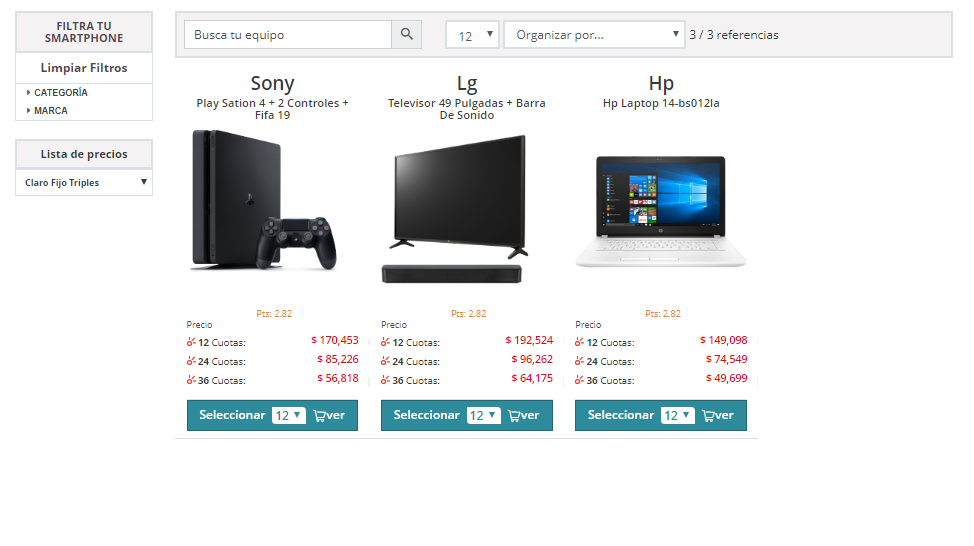 FILTRA TU
SMARTPHONE
Limpiar Filtros
CATEGORÍA
MARCA
Lista de precios
Claro Fijo Triples
Busca tu equipo
12
Organizar por...
3 / 3 referencias
Sony
Play Sation 4 + 2 Controles +
Fifa 19
Pts: 2.82
Precio
12 Cuotas: $ 170,453
24 Cuotas: $ 85,226
36 Cuotas: $ 56,818
Seleccionar 12 ver
Lg
Televisor 49 Pulgadas + Barra
De Sonido
Pts: 2.82
Precio
12 Cuotas: $ 192,524
24 Cuotas: $ 96,262
36 Cuotas: $ 64,175
Seleccionar 12 ver
Hp
Hp Laptop 14-bs012la
Pts: 2.82
Precio
12 Cuotas: $ 149,098
24 Cuotas: $ 74,549
36 Cuotas: $ 49,699
Seleccionar 12 ver